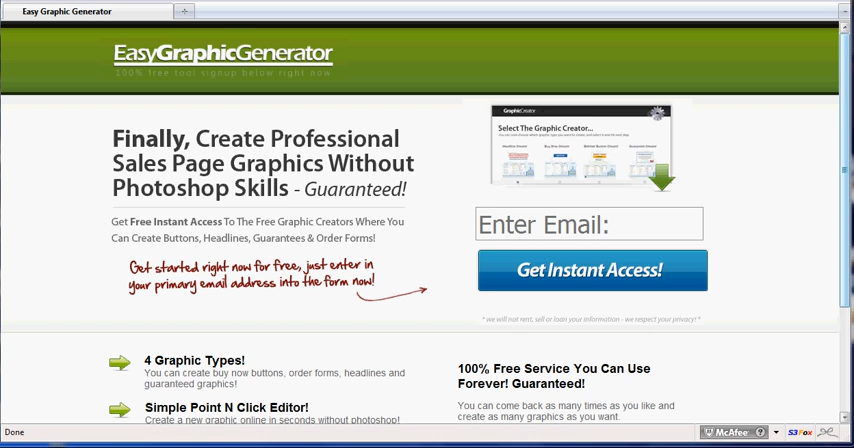 Easy Graphic Generator
EasyGraphicGenerator
100% free tool signup below right now
Finally, Create Professional
Sales Page Graphics Without
Photoshop Skills - Guaranteed!
Get Free Instant Access To The Free Graphic Creators Where You
Can Create Buttons, Headlines, Guarantees & Order Forms!
Get started right now for free, just enter in
your primary email address into the form now!
GraphicCreator
Select The Graphic Creator...
Enter Email:
Get Instant Access!
* we will not rent, sell or loan your information - we respect your privacy! *
4 Graphic Types!
You can create buy now buttons, order forms, headlines and
guaranteed graphics!
Simple Point N Click Editor!
Create a new graphic online in seconds without photoshop!
100% Free Service You Can Use
Forever! Guaranteed!
You can come back as many times as you like and
create as many graphics as you want.
Done
McAfee
S3 Fox